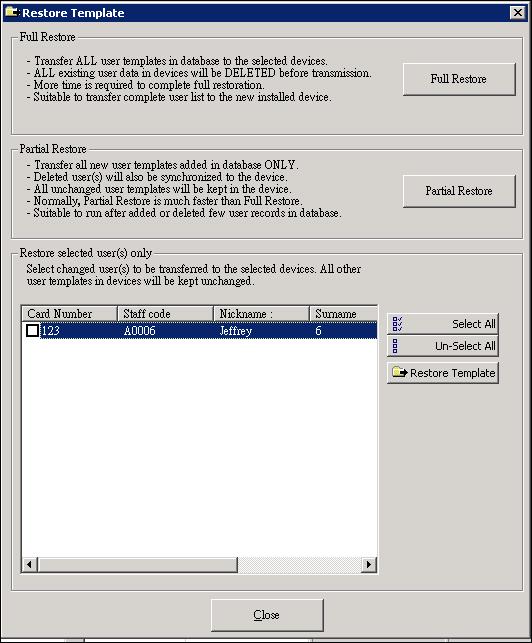 Restore Template
Full Restore
- Transfer ALL user templates in database to the selected devices.
- ALL existing user data in devices will be DELETED before transmission.
- More time is required to complete full restoration.
- Suitable to transfer complete user list to the new installed device.
Full Restore
Partial Restore
- Transfer all new user templates added in database ONLY.
- Deleted user(s) will also be synchronized to the device.
- All unchanged user templates will be kept in the device.
- Normally, Partial Restore is much faster than Full Restore.
- Suitable to run after added or deleted few user records in database.
Partial Restore
Restore selected user(s) only
Select changed user(s) to be transferred to the selected devices. All other
user templates in devices will be kept unchanged.
Card Number Staff code Nickname : Surname
123 A0006 Jeffrey 6
Select All
Un-Select All
Restore Template
Close